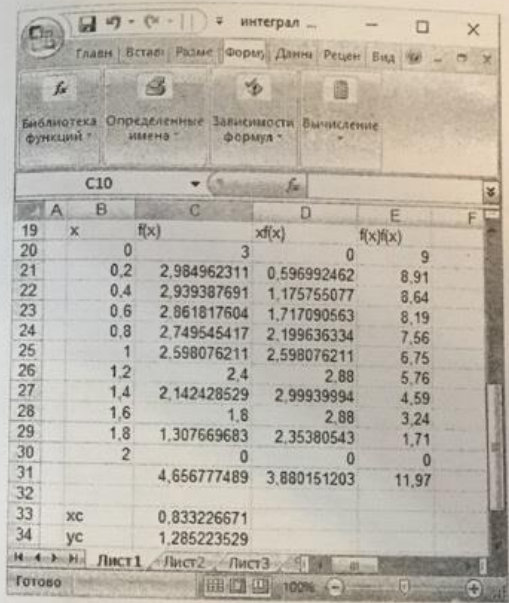 интеграл ...
Главн Вставк Разме Форму Данны Рецен Вид
Библиотека функций Определенные имена Зависимости формул Вычисление
C10 fx
A B C D E F
19 x f(x) xf(x) f(x)f(x)
20 0 3 0 9
21 0,2 2,984962311 0,596992462 8,91
22 0,4 2,939387691 1,175755077 8,64
23 0,6 2,861817604 1,717090563 8,19
24 0,8 2,749545417 2,199636334 7,56
25 1 2,598076211 2,598076211 6,75
26 1,2 2,4 2,88 5,76
27 1,4 2,142428529 2,99939994 4,59
28 1,6 1,8 2,88 3,24
29 1,8 1,307669683 2,35380543 1,71
30 2 0 0 0
31 4,656777489 3,880151203 11,97
32
33 xc 0,833226671
34 yc 1,285223529
Лист1 Лист2 Лист3
Готово 100%